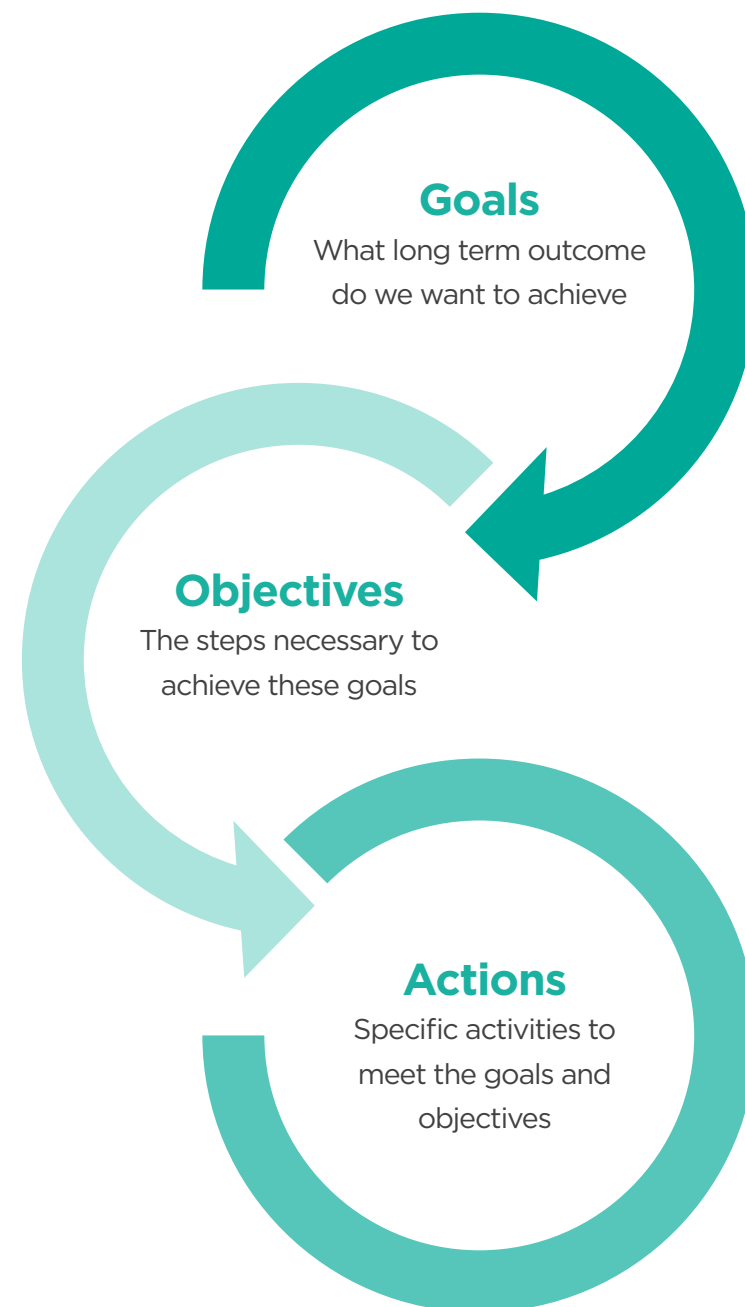 Goals
What long term outcome
do we want to achieve
Objectives
The steps necessary to
achieve these goals
Actions
Specific activities to
meet the goals and
objectives